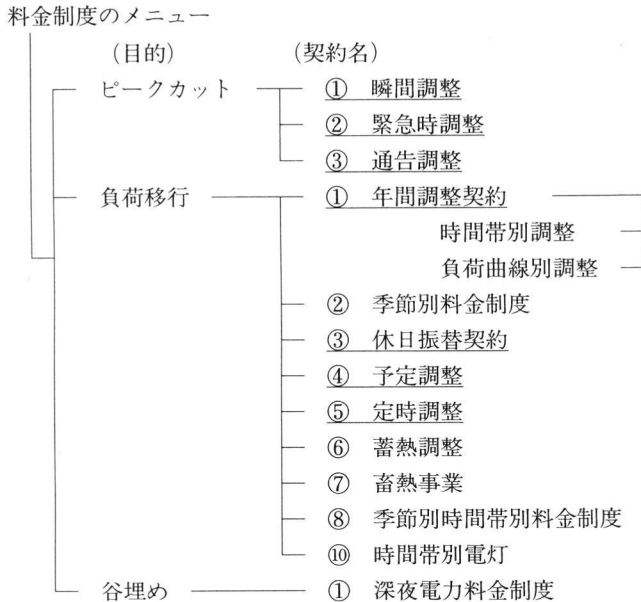 料金制度のメニュー
(目的) (契約名)
ピークカット ① 瞬間調整
② 緊急時調整
③ 通告調整
負荷移行 ① 年間調整契約
時間帯別調整
負荷曲線別調整
② 季節別料金制度
③ 休日振替契約
④ 予定調整
⑤ 定時調整
⑥ 蓄熱調整
⑦ 畜熱事業
⑧ 季節別時間帯別料金制度
⑩ 時間帯別電灯
谷埋め ① 深夜電力料金制度